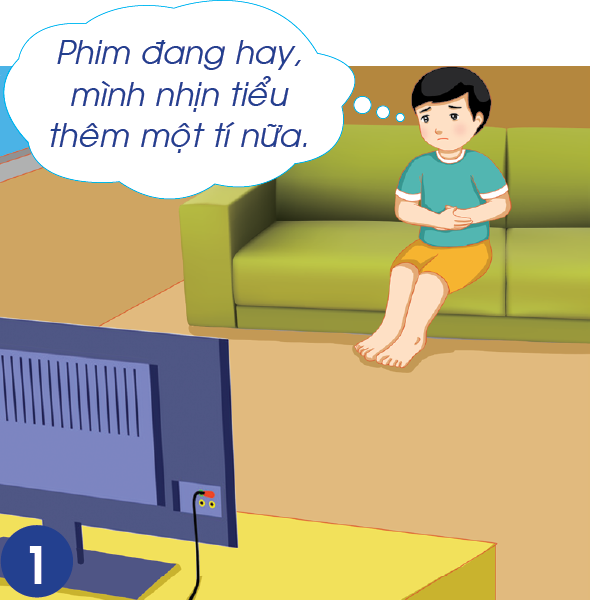 Phim đang hay,
mình nhịn tiểu
thêm một tí nữa.
1